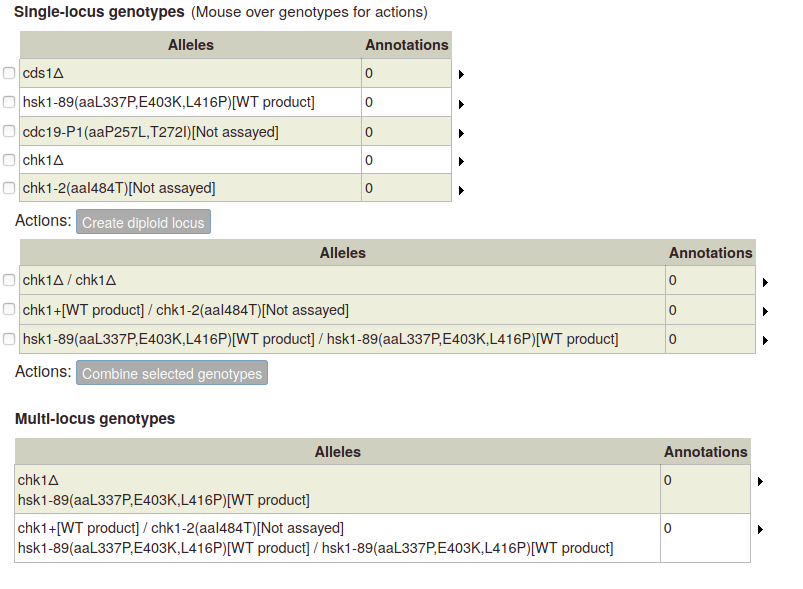 Single-locus genotypes (Mouse over genotypes for actions)
Alleles Annotations
cds1Δ 0
hsk1-89(aaL337P,E403K,L416P)[WT product] 0
cdc19-P1(aaP257L,T272I)[Not assayed] 0
chk1Δ 0
chk1-2(aaI484T)[Not assayed] 0
Actions: Create diploid locus
Alleles Annotations
chk1Δ / chk1Δ 0
chk1+[WT product] / chk1-2(aaI484T)[Not assayed] 0
hsk1-89(aaL337P,E403K,L416P)[WT product] / hsk1-89(aaL337P,E403K,L416P)[WT product] 0
Actions: Combine selected genotypes
Multi-locus genotypes
Alleles Annotations
chk1Δ 0
hsk1-89(aaL337P,E403K,L416P)[WT product]
chk1+[WT product] / chk1-2(aaI484T)[Not assayed] 0
hsk1-89(aaL337P,E403K,L416P)[WT product] / hsk1-89(aaL337P,E403K,L416P)[WT product]